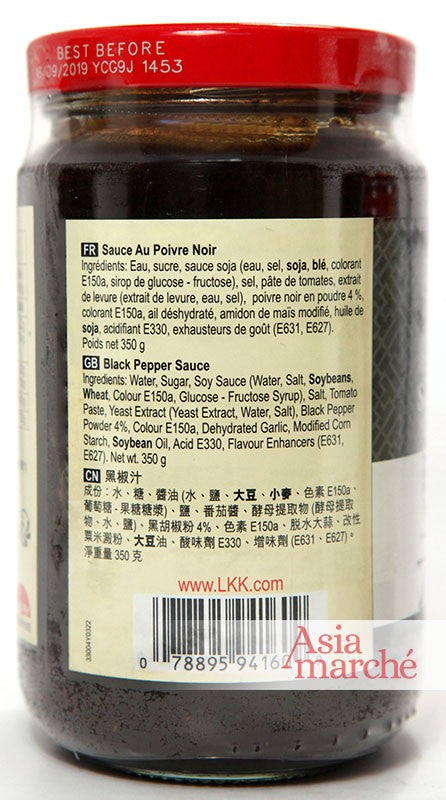 BEST BEFORE
/09/2019 YCG9J 1453
FR Sauce Au Poivre Noir
Ingrédients: Eau, sucre, sauce soja (eau, sel, soja, blé, colorant
E150a, sirop de glucose - fructose), sel, pâte de tomates, extrait
de levure (extrait de levure, eau, sel), poivre noir en poudre 4 %,
colorant E150a, ail déshydraté, amidon de maïs modifié, huile de
soja, acidifiant E330, exhausteurs de goût (E631, E627).
Poids net 350 g
GB Black Pepper Sauce
Ingredients: Water, Sugar, Soy Sauce (Water, Salt, Soybeans,
Wheat, Colour E150a, Glucose - Fructose Syrup), Salt, Tomato
Paste, Yeast Extract (Yeast Extract, Water, Salt), Black Pepper
Powder 4%, Colour E150a, Dehydrated Garlic, Modified Corn
Starch, Soybean Oil, Acid E330, Flavour Enhancers (E631,
E627). Net wt. 350 g
CN 黑椒汁
成份：水、糖、醬油 (水、鹽、大豆、小麥、色素 E150a、
葡萄糖 - 果糖糖漿)、鹽、番茄醬、酵母提取物 (酵母提取
物、水、鹽)、黑胡椒粉 4%、色素 E150a、脫水大蒜、改性
粟米澱粉、大豆油、酸味劑 E330、增味劑 (E631、E627)。
淨重量 350 克
www.LKK.com
33004Y0322
0 78895 9416
Asia
marché